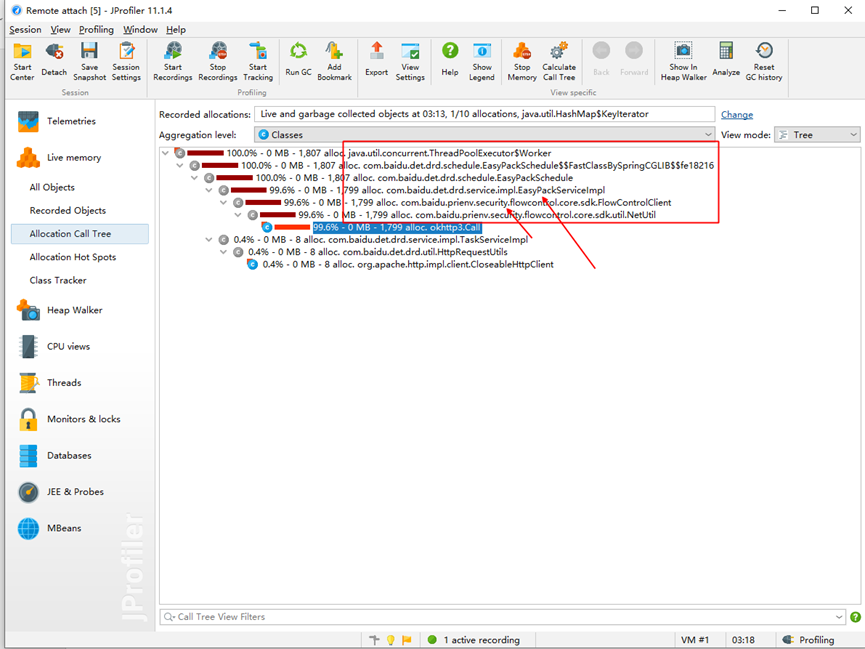 Remote attach [5] - JProfiler 11.1.4
Session View Profiling Window Help
Start Center
Detach
Save Snapshot
Session Settings
Start Recordings
Stop Recordings
Start Tracking
Run GC
Add Bookmark
Export
View Settings
Help
Show Legend
Stop Memory
Calculate Call Tree
Back
Forward
Show In Heap Walker
Analyze
Reset GC history
Session
Profiling
View specific
Telemetries
Live memory
All Objects
Recorded Objects
Allocation Call Tree
Allocation Hot Spots
Class Tracker
Heap Walker
CPU views
Threads
Monitors & locks
Databases
JEE & Probes
MBeans
JProfiler
Recorded allocations: Live and garbage collected objects at 03:13, 1/10 allocations, java.util.HashMap$KeyIterator Change
Aggregation level: Classes View mode: Tree
100.0% - 0 MB - 1,807 alloc. java.util.concurrent.ThreadPoolExecutor$Worker
100.0% - 0 MB - 1,807 alloc. com.baidu.det.drd.schedule.EasyPackSchedule$$FastClassBySpringCGLIB$$fe18216
100.0% - 0 MB - 1,807 alloc. com.baidu.det.drd.schedule.EasyPackSchedule
99.6% - 0 MB - 1,799 alloc. com.baidu.det.drd.service.impl.EasyPackServiceImpl
99.6% - 0 MB - 1,799 alloc. com.baidu.prienv.security.flowcontrol.core.sdk.FlowControlClient
99.6% - 0 MB - 1,799 alloc. com.baidu.prienv.security.flowcontrol.core.sdk.util.NetUtil
99.6% - 0 MB - 1,799 alloc. okhttp3.Call
0.4% - 0 MB - 8 alloc. com.baidu.det.drd.service.impl.TaskServiceImpl
0.4% - 0 MB - 8 alloc. com.baidu.det.drd.util.HttpRequestUtils
0.4% - 0 MB - 8 alloc. org.apache.http.impl.client.CloseableHttpClient
Call Tree View Filters
1 active recording
VM #1
03:18
Profiling